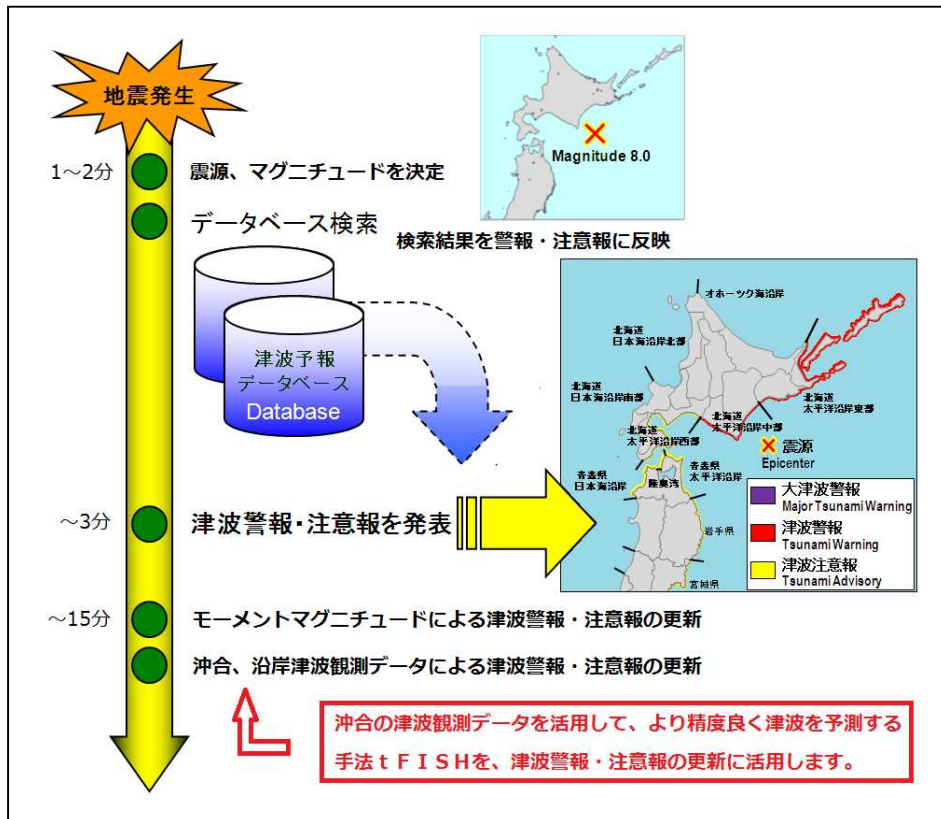 地震発生
1～2分
震源、マグニチュードを決定
Magnitude 8.0
データベース検索
検索結果を警報・注意報に反映
津波予報
データベース
Database
オホーツク海沿岸
北海道
日本海沿岸北部
北海道
日本海沿岸南部
北海道
太平洋沿岸東部
北海道
太平洋沿岸中部
北海道
太平洋沿岸西部
青森県
日本海沿岸
陸奥湾
青森県
太平洋沿岸
震源
Epicenter
岩手県
宮城県
大津波警報
Major Tsunami Warning
津波警報
Tsunami Warning
津波注意報
Tsunami Advisory
～3分
津波警報・注意報を発表
～15分
モーメントマグニチュードによる津波警報・注意報の更新
沖合、沿岸津波観測データによる津波警報・注意報の更新
沖合の津波観測データを活用して、より精度良く津波を予測する
手法ｔＦＩＳＨを、津波警報・注意報の更新に活用します。